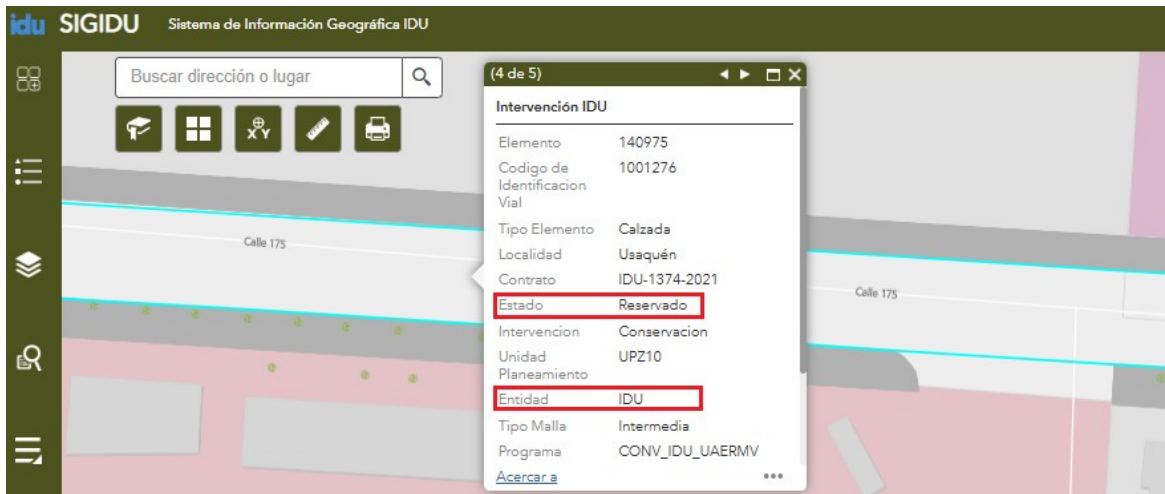 idu SIGIDU Sistema de Información Geográfica IDU
Buscar dirección o lugar
(4 de 5)
Intervención IDU
Elemento 140975
Codigo de 1001276
Identificacion
Vial
Tipo Elemento Calzada
Localidad Usaquén
Contrato IDU-1374-2021
Estado Reservado
Intervencion Conservacion
Unidad UPZ10
Planeamiento
Entidad IDU
Tipo Malla Intermedia
Programa CONV_IDU_UAERMV
Acercar a
Calle 175
Calle 175
X Y